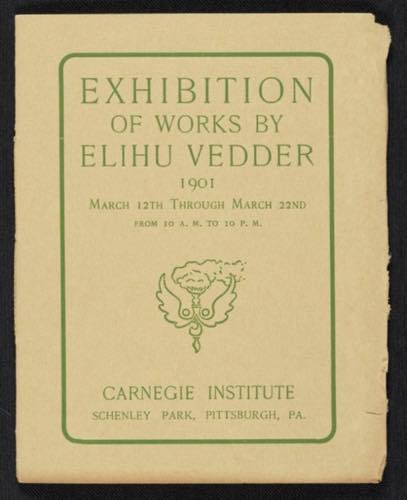 EXHIBITION
OF WORKS BY
ELIHU VEDDER
1901
MARCH 12TH THROUGH MARCH 22ND
FROM 10 A. M. TO 10 P. M.
CARNEGIE INSTITUTE
SCHENLEY PARK, PITTSBURGH, PA.